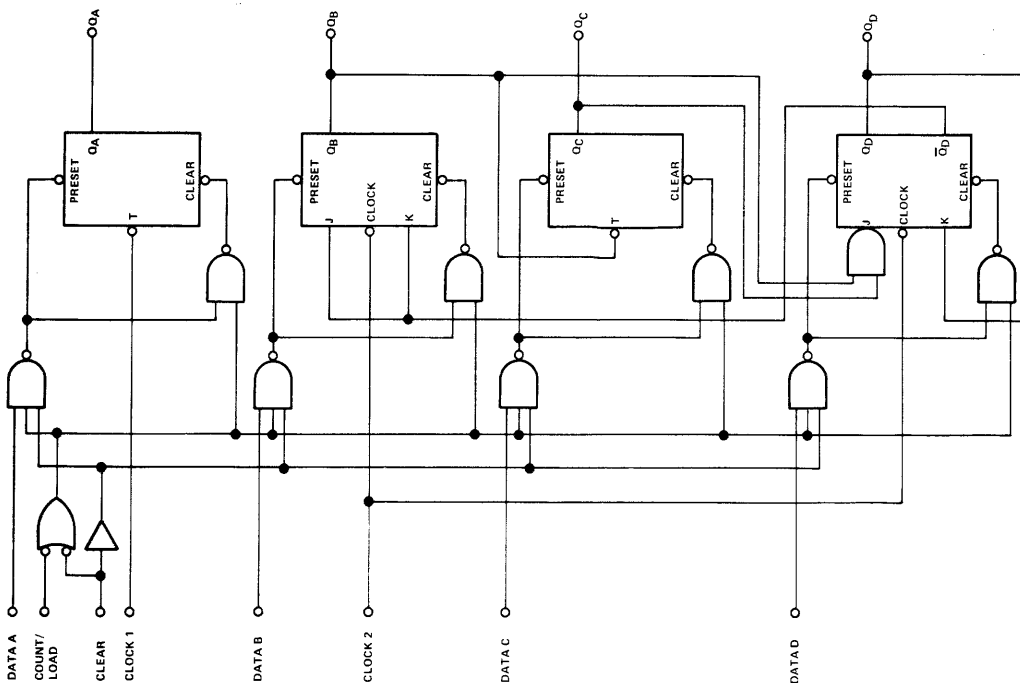 QA
QB
QC
QD
PRESET
QA
T
CLEAR
PRESET
QB
J
CLOCK
K
CLEAR
PRESET
QC
T
CLEAR
PRESET
QD
Q̅D
J
CLOCK
K
CLEAR
DATA A
COUNT/
LOAD
CLEAR
CLOCK 1
DATA B
CLOCK 2
DATA C
DATA D